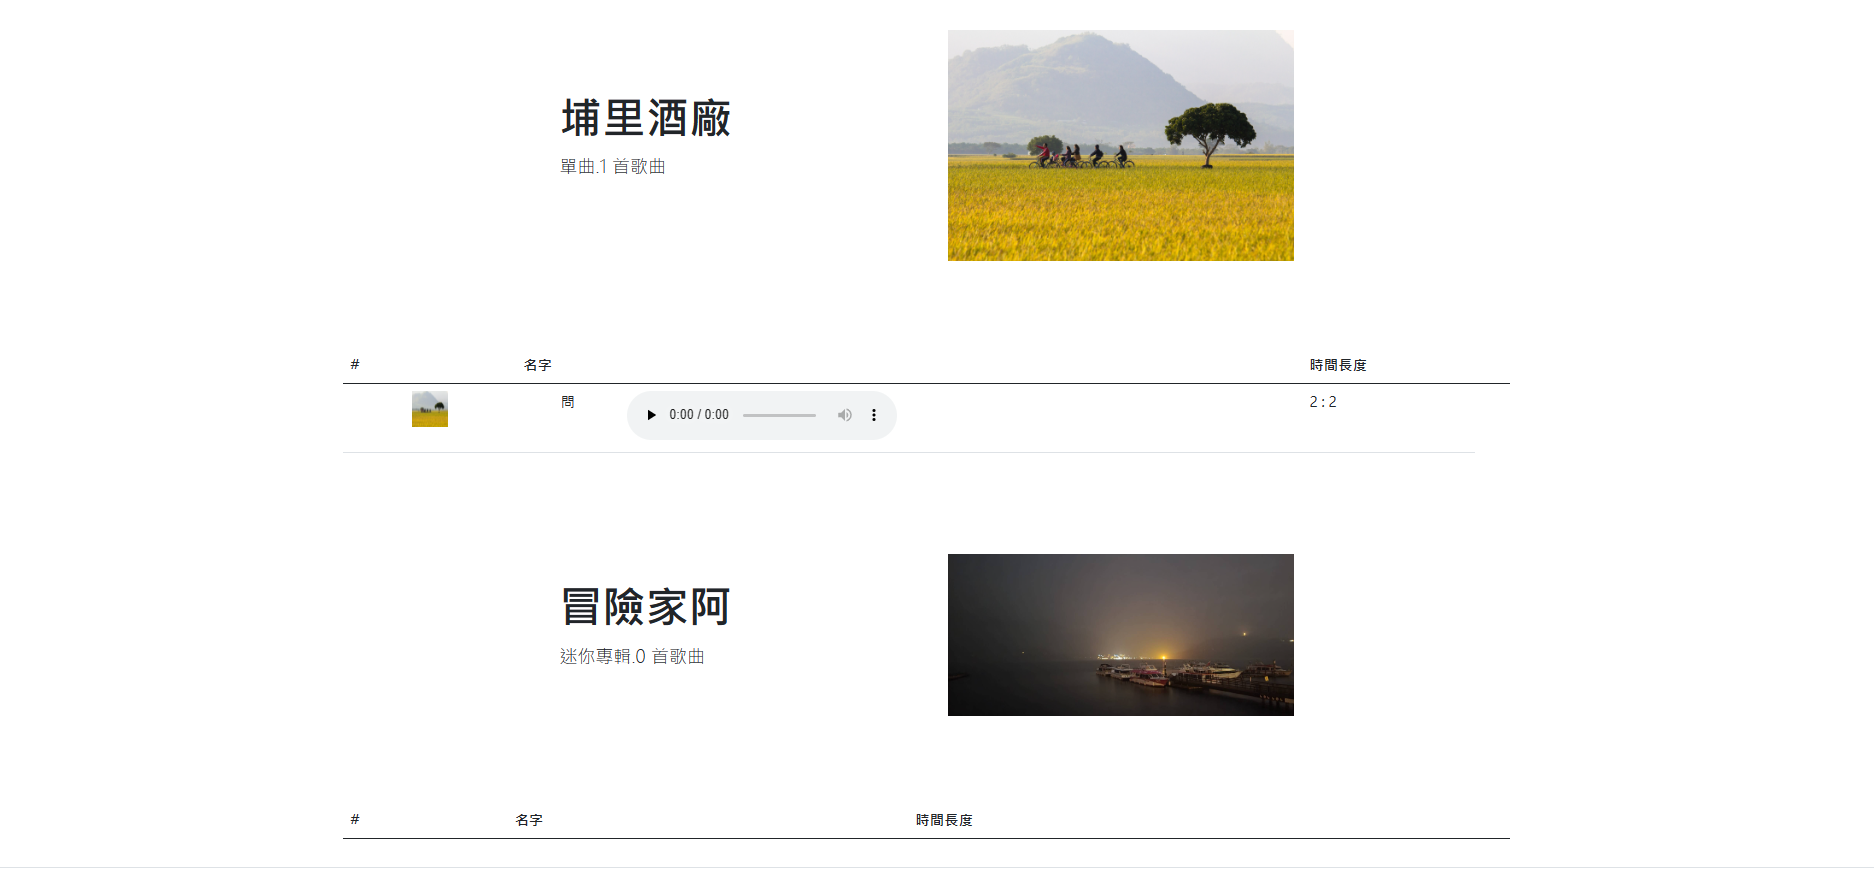 埔里酒廠
單曲.1 首歌曲
# 名字 時間長度
問 0:00 / 0:00 2 : 2
冒險家阿
迷你專輯.0 首歌曲
# 名字 時間長度